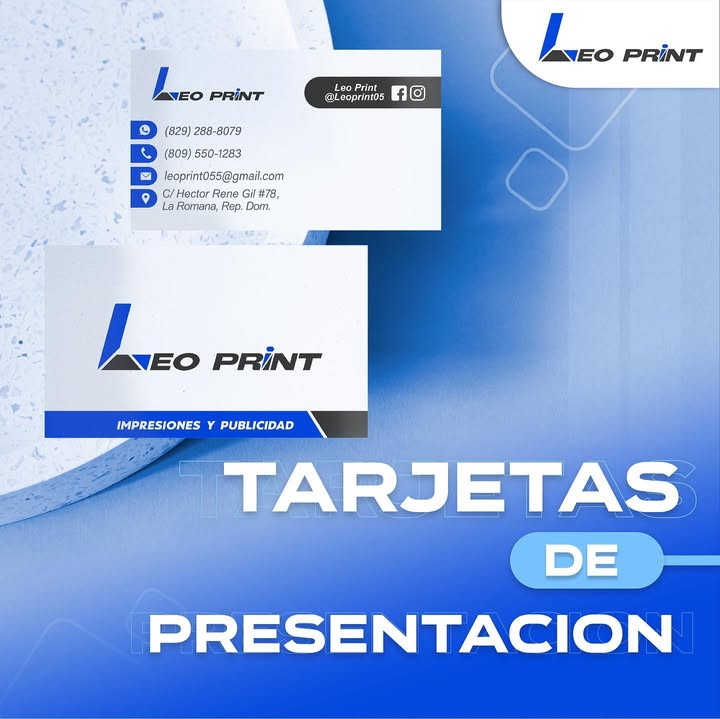 LEO PRINT
LEO PRINT
Leo Print
@Leoprint05
(829) 288-8079
(809) 550-1283
leoprint055@gmail.com
C/ Hector Rene Gil #78,
La Romana, Rep. Dom.
LEO PRINT
IMPRESIONES Y PUBLICIDAD
TARJETAS
DE
PRESENTACION